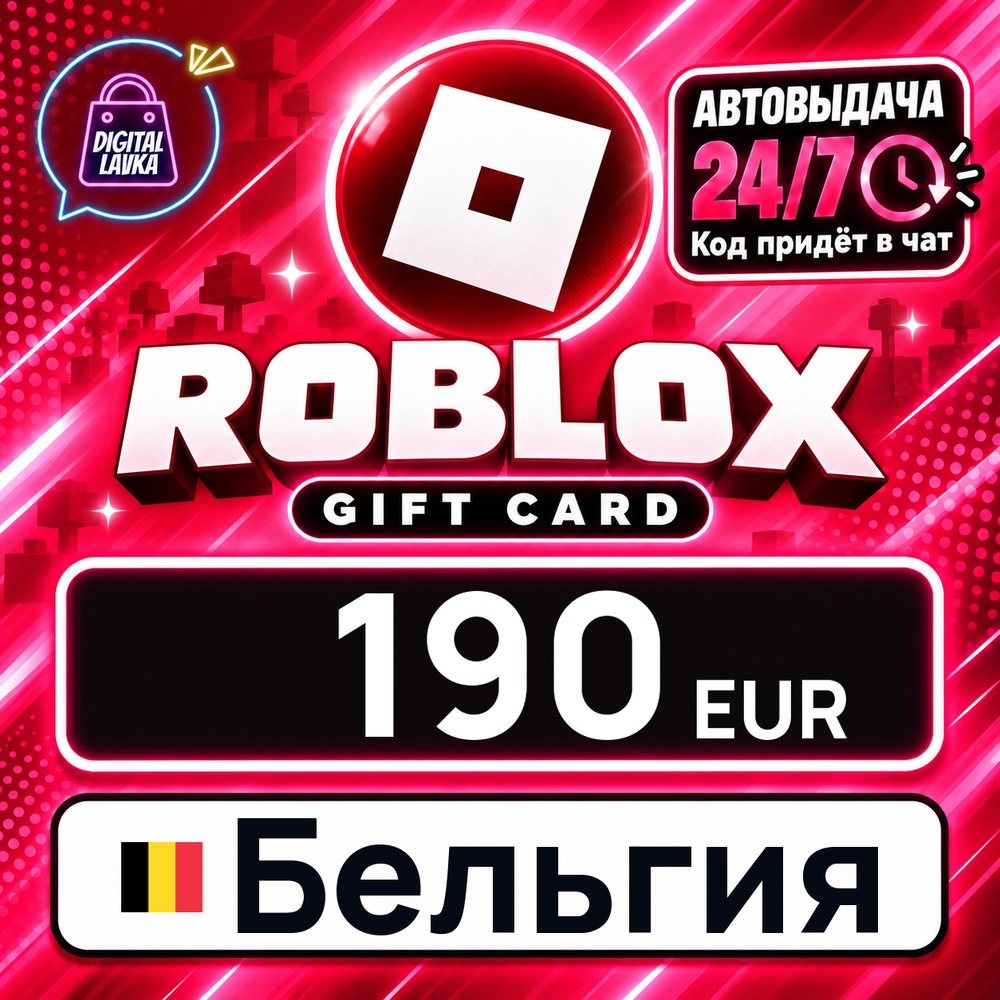 DIGITAL
LAVKA
АВТОВЫДАЧА
24/7
Код придёт в чат
ROBLOX
GIFT CARD
190 EUR
Бельгия